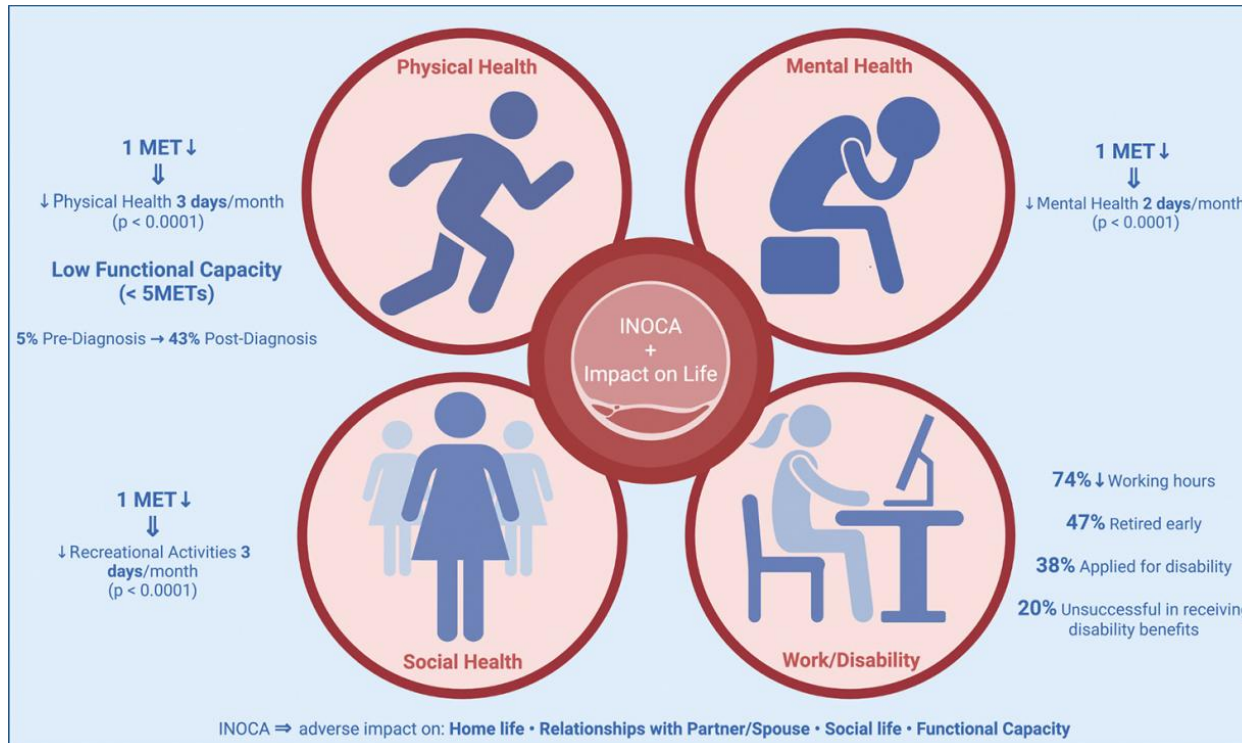 Physical Health
1 MET↓
⇓
↓Physical Health 3 days/month
(p < 0.0001)
Low Functional Capacity
(< 5METs)
5% Pre-Diagnosis → 43% Post-Diagnosis
Mental Health
1 MET↓
⇓
↓Mental Health 2 days/month
(p < 0.0001)
INOCA
+
Impact on Life
1 MET↓
⇓
↓Recreational Activities 3
days/month
(p < 0.0001)
Social Health
74%↓Working hours
47% Retired early
38% Applied for disability
20% Unsuccessful in receiving
disability benefits
Work/Disability
INOCA ⇒ adverse impact on: Home life • Relationships with Partner/Spouse • Social life • Functional Capacity